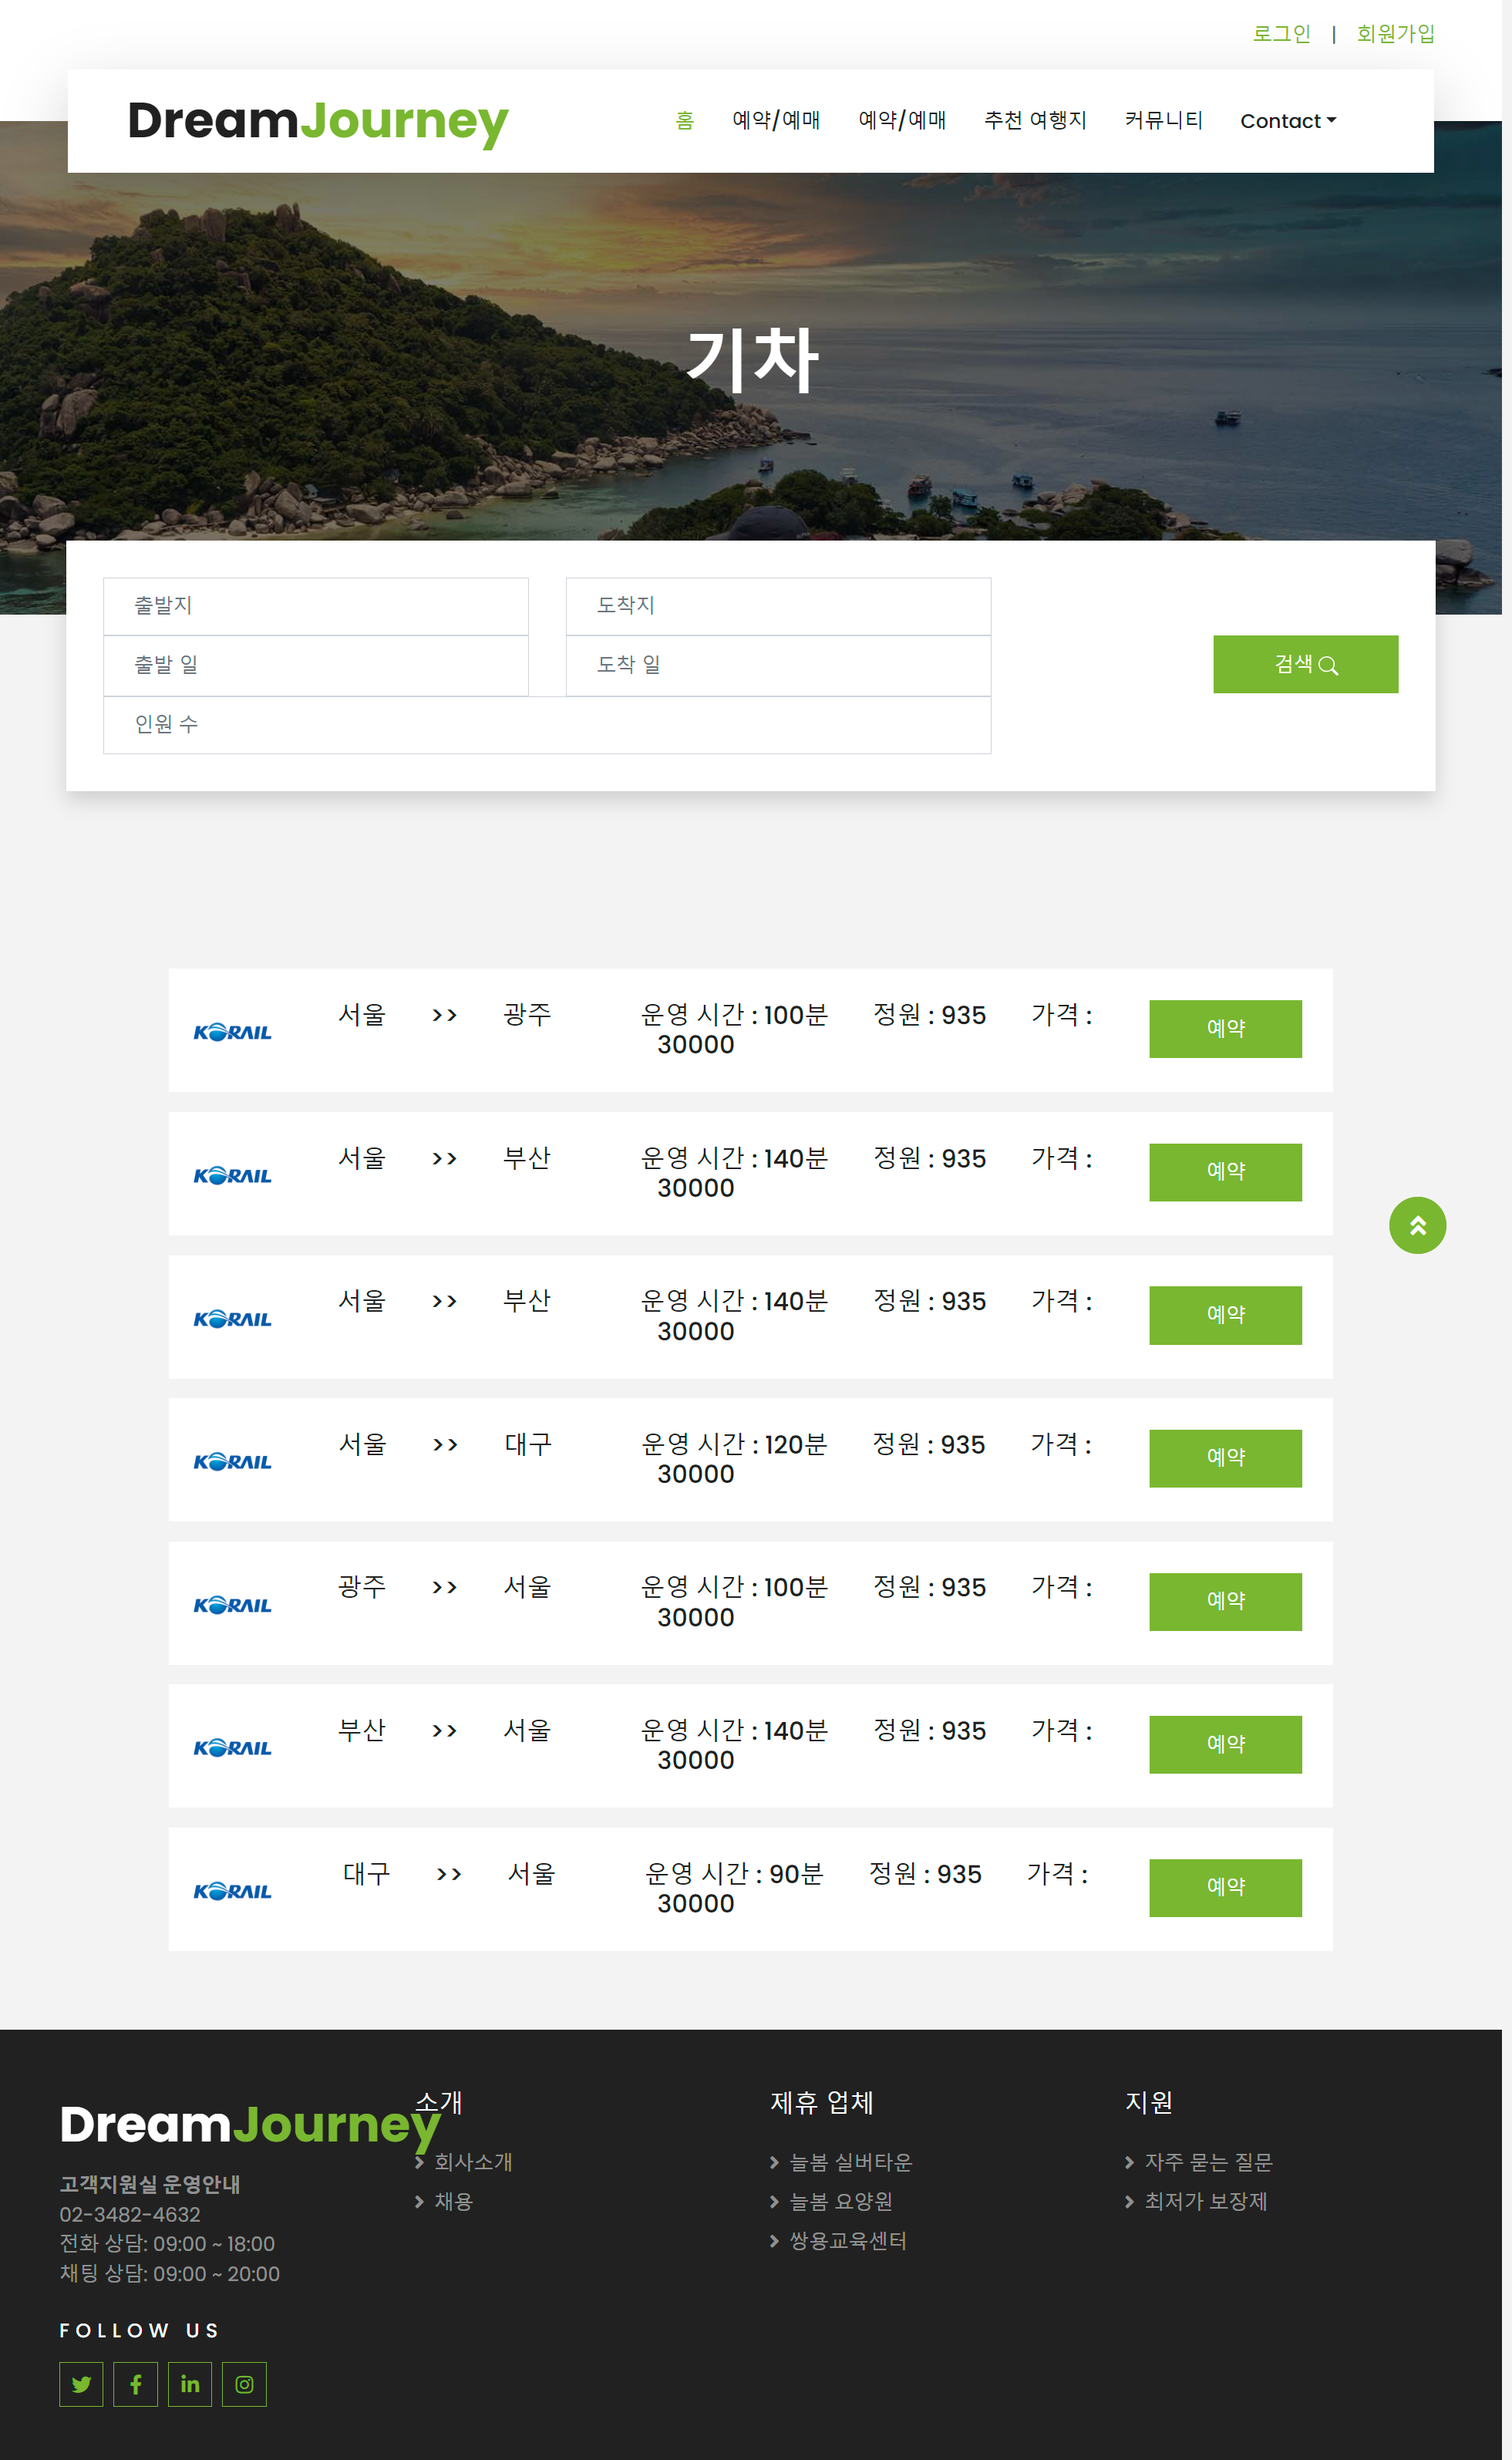 로그인 | 회원가입
DreamJourney
홈 예약/예매 예약/예매 추천 여행지 커뮤니티 Contact
기차
출발지 도착지
출발 일 도착 일
검색
인원 수
KORAIL 서울 >> 광주 운영 시간 : 100분 정원 : 935 가격 :
30000
예약
KORAIL 서울 >> 부산 운영 시간 : 140분 정원 : 935 가격 :
30000
예약
KORAIL 서울 >> 부산 운영 시간 : 140분 정원 : 935 가격 :
30000
예약
KORAIL 서울 >> 대구 운영 시간 : 120분 정원 : 935 가격 :
30000
예약
KORAIL 광주 >> 서울 운영 시간 : 100분 정원 : 935 가격 :
30000
예약
KORAIL 부산 >> 서울 운영 시간 : 140분 정원 : 935 가격 :
30000
예약
KORAIL 대구 >> 서울 운영 시간 : 90분 정원 : 935 가격 :
30000
예약
DreamJourney
고객지원실 운영안내
02-3482-4632
전화 상담: 09:00 ~ 18:00
채팅 상담: 09:00 ~ 20:00
FOLLOW US
소개
회사소개
채용
제휴 업체
늘봄 실버타운
늘봄 요양원
쌍용교육센터
지원
자주 묻는 질문
최저가 보장제